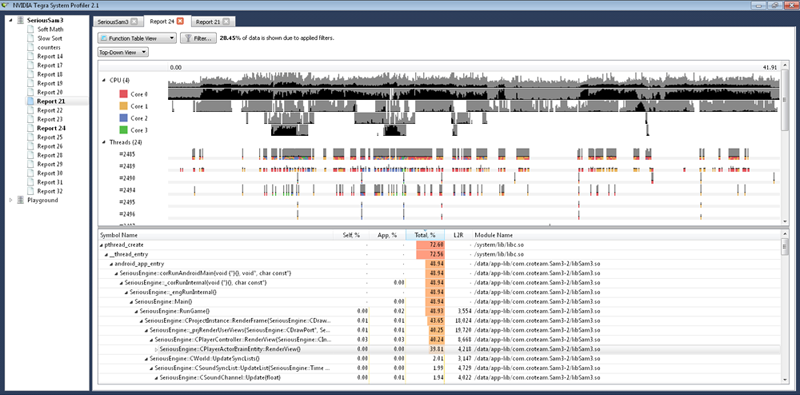 NVIDIA Tegra System Profiler 2.1
SeriousSam3
Soft Math
Slow Sort
counters
Report 14
Report 17
Report 18
Report 19
Report 20
Report 21
Report 22
Report 23
Report 24
Report 25
Report 26
Report 28
Report 29
Report 30
Report 31
Report 32
Playground
SeriousSam3 Report 24 Report 21
Function Table View Filter... 28.45% of data is shown due to applied filters.
Top-Down View
0.00 41.91
CPU (4)
Core 0
Core 1
Core 2
Core 3
Threads (24)
#2485
#2489
#2490
#2494
#2495
#2496
Symbol Name Self, % App, % Total, % L2R Module Name
pthread_create - - 72.60 - /system/lib/libc.so
__thread_entry - - 72.56 - /system/lib/libc.so
android_app_entry - - 48.94 - /data/app-lib/com.croteam.Sam3-2/libSam3.so
SeriousEngine::corRunAndroidMain(void (*)(), void*, char const*) - - 48.94 - /data/app-lib/com.croteam.Sam3-2/libSam3.so
SeriousEngine::_corRunInternal(void (*)(), char const*) - 0.00 48.94 - /data/app-lib/com.croteam.Sam3-2/libSam3.so
SeriousEngine::_engRunInternal() - - 48.94 - /data/app-lib/com.croteam.Sam3-2/libSam3.so
SeriousEngine::Main() - 0.00 48.94 - /data/app-lib/com.croteam.Sam3-2/libSam3.so
SeriousEngine::RunGame() 0.00 0.02 48.93 3,554 /data/app-lib/com.croteam.Sam3-2/libSam3.so
SeriousEngine::CProjectInstance::RenderFrame(SeriousEngine::CDraw... 0.01 0.01 43.65 18,024 /data/app-lib/com.croteam.Sam3-2/libSam3.so
SeriousEngine::_prjRenderUserViews(SeriousEngine::CDrawPort*, Se... 0.01 0.01 40.25 19,720 /data/app-lib/com.croteam.Sam3-2/libSam3.so
SeriousEngine::CPlayerController::RenderView(SeriousEngine::CIn... 0.03 0.03 40.24 8,668 /data/app-lib/com.croteam.Sam3-2/libSam3.so
SeriousEngine::CPlayerActorBrainEntity::RenderView() 0.00 0.00 39.81 4,218 /data/app-lib/com.croteam.Sam3-2/libSam3.so
SeriousEngine::CWorld::UpdateSyncLists() 0.00 0.00 2.01 3,147 /data/app-lib/com.croteam.Sam3-2/libSam3.so
SeriousEngine::CSoundSyncList::UpdateList(SeriousEngine::Time ... 0.00 0.00 1.99 4,729 /data/app-lib/com.croteam.Sam3-2/libSam3.so
SeriousEngine::CSoundChannel::Update(float) 0.00 0.01 1.94 4,022 /data/app-lib/com.croteam.Sam3-2/libSam3.so